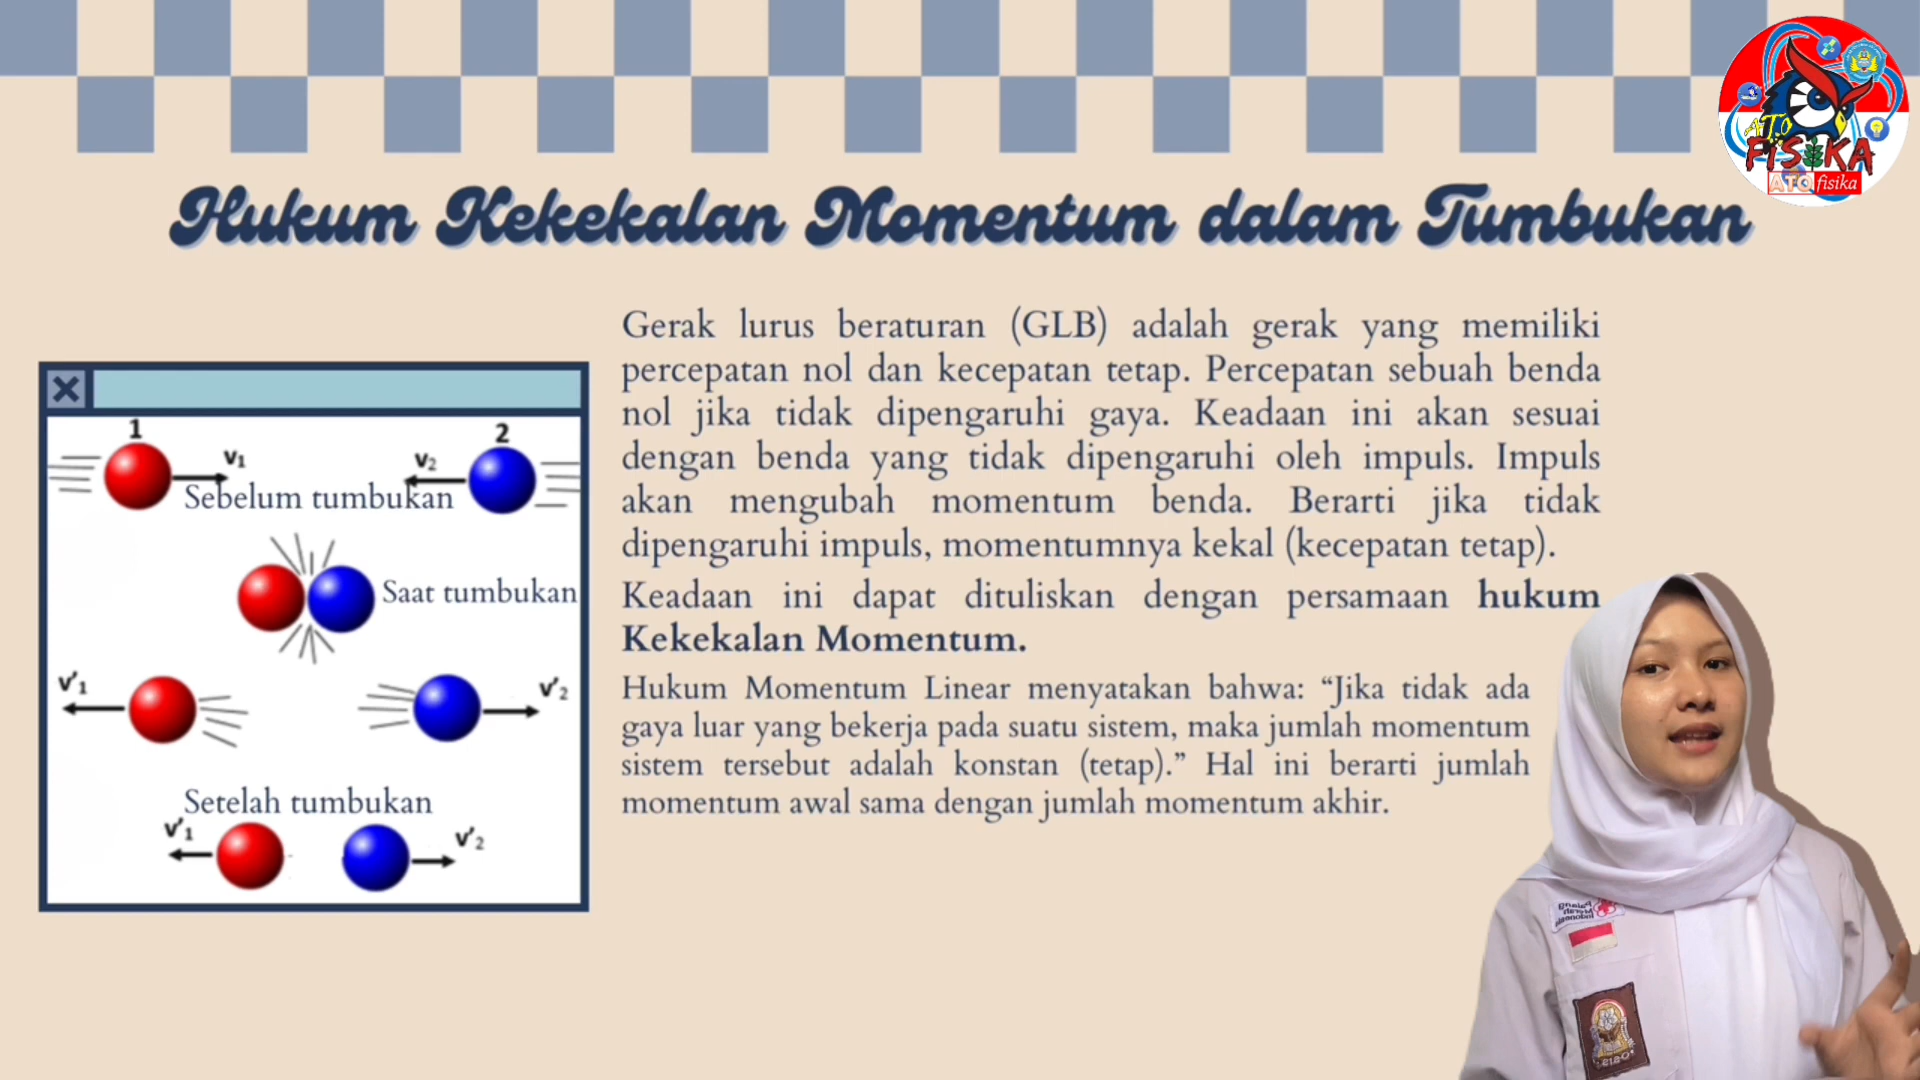 ATO
FISIKA
ATO fisika
Hukum Kekekalan Momentum dalam Tumbukan
1
2
v1
v2
Sebelum tumbukan
Saat tumbukan
v'1
v'2
Setelah tumbukan
v'1
v'2
Gerak lurus beraturan (GLB) adalah gerak yang memiliki
percepatan nol dan kecepatan tetap. Percepatan sebuah benda
nol jika tidak dipengaruhi gaya. Keadaan ini akan sesuai
dengan benda yang tidak dipengaruhi oleh impuls. Impuls
akan mengubah momentum benda. Berarti jika tidak
dipengaruhi impuls, momentumnya kekal (kecepatan tetap).
Keadaan ini dapat dituliskan dengan persamaan hukum
Kekekalan Momentum.
Hukum Momentum Linear menyatakan bahwa: “Jika tidak ada
gaya luar yang bekerja pada suatu sistem, maka jumlah momentum
sistem tersebut adalah konstan (tetap).” Hal ini berarti jumlah
momentum awal sama dengan jumlah momentum akhir.
Palang
Merah
Indonesia